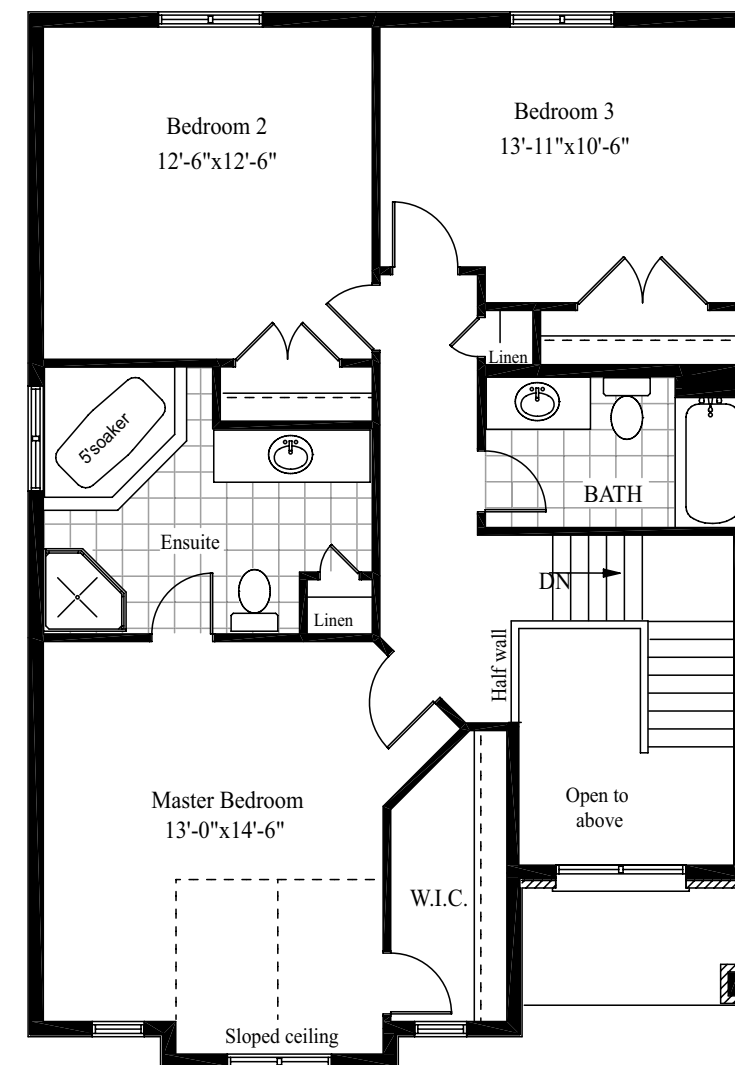 Bedroom 2
12'-6"x12'-6"
Bedroom 3
13'-11"x10'-6"
Linen
5'soaker
BATH
Ensuite
DN
Linen
Half wall
Master Bedroom
13'-0"x14'-6"
Open to
above
W.I.C.
Sloped ceiling